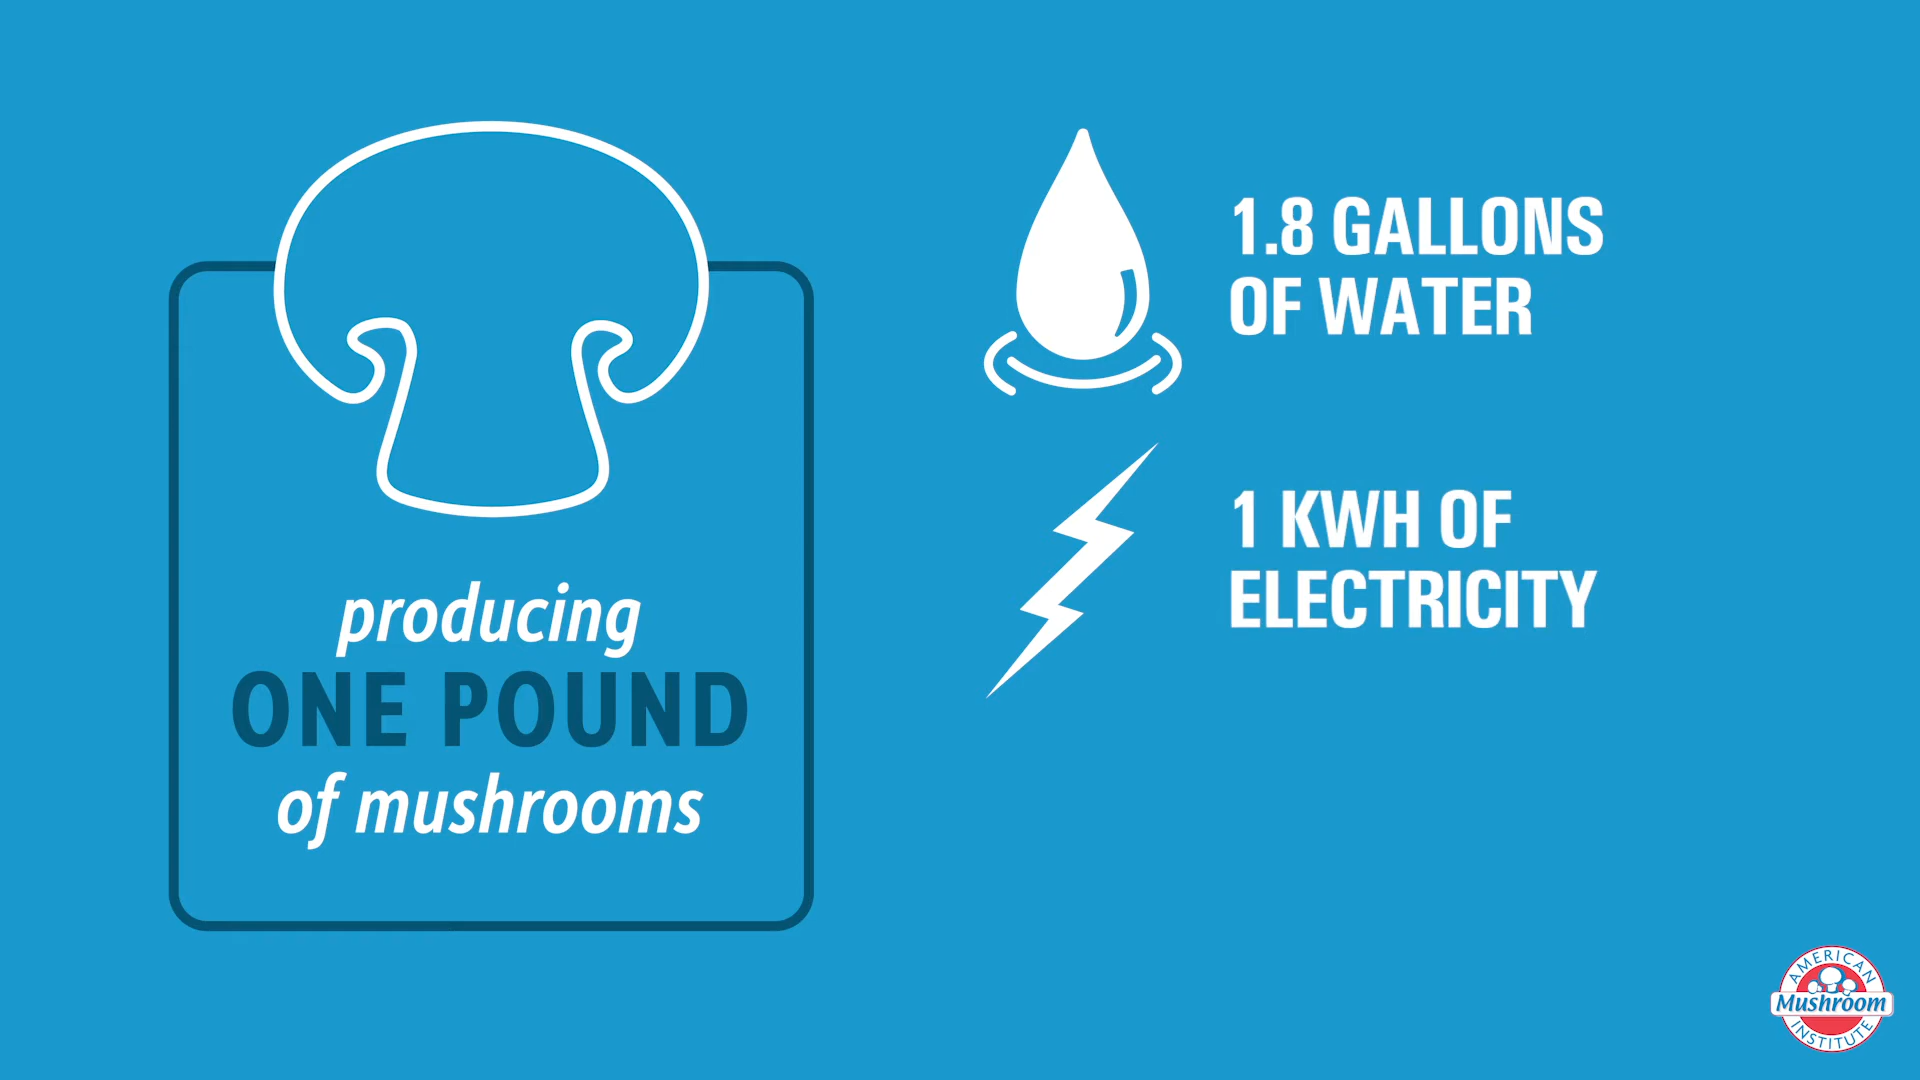 producing
ONE POUND
of mushrooms
1.8 GALLONS
OF WATER
1 KWH OF
ELECTRICITY
AMERICAN
Mushroom
INSTITUTE